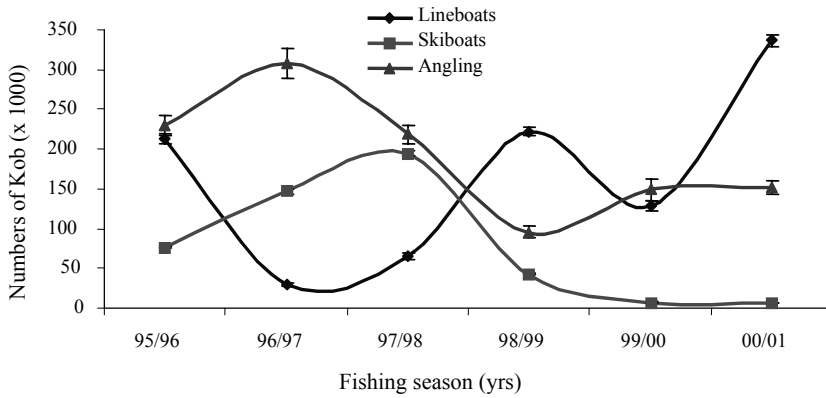 Lineboats
Skiboats
Angling
Numbers of Kob (x 1000)
350
300
250
200
150
100
50
0
95/96 96/97 97/98 98/99 99/00 00/01
Fishing season (yrs)